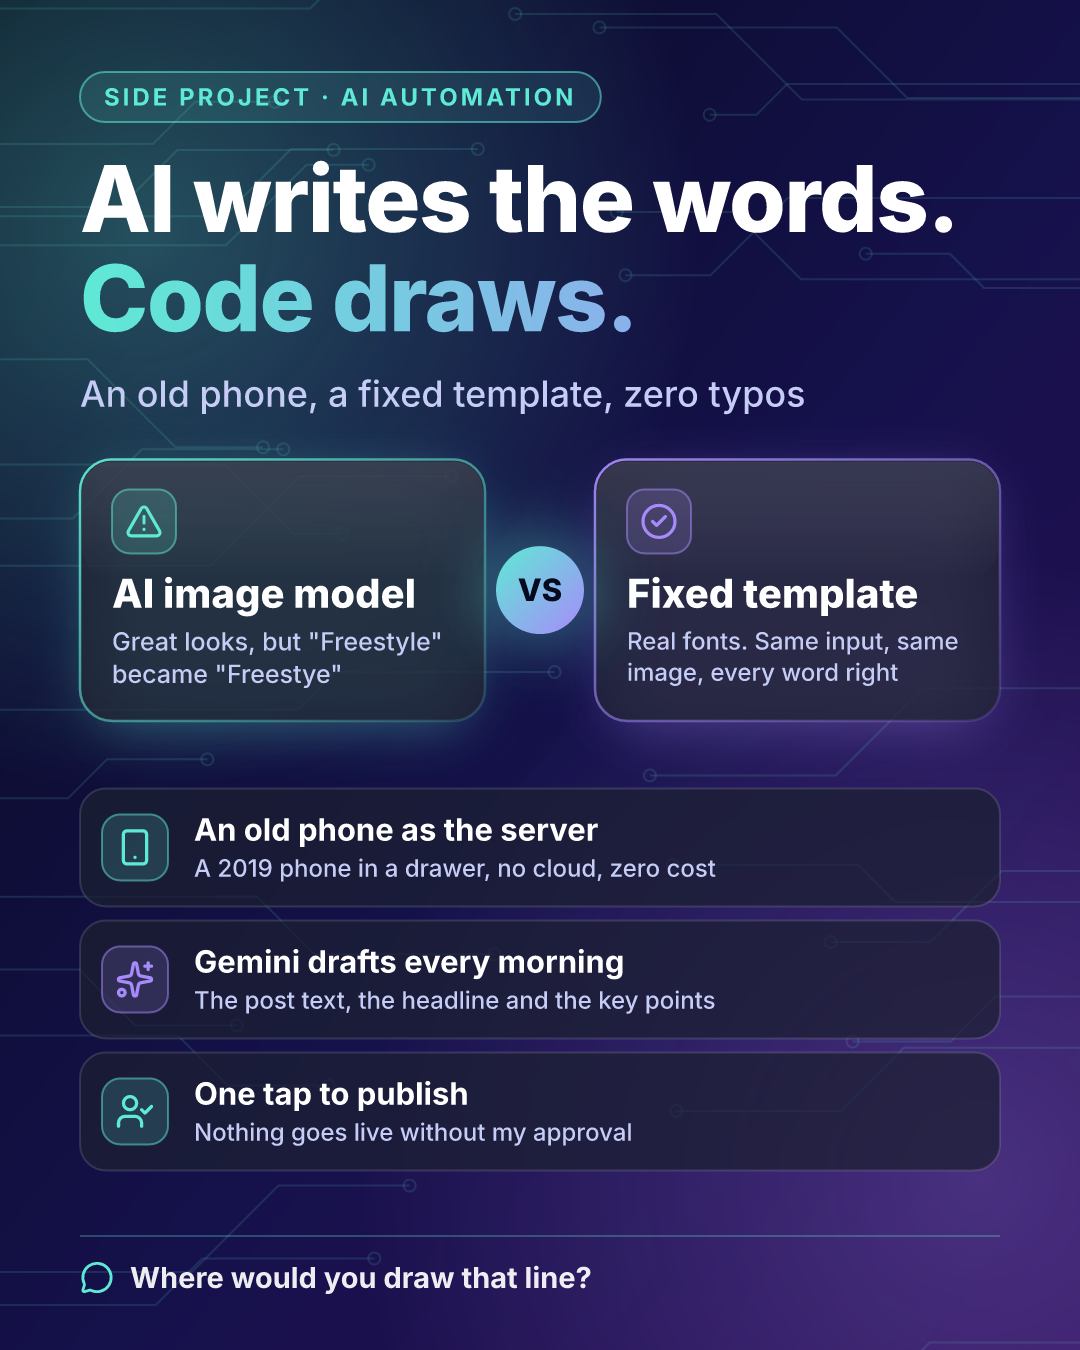 SIDE PROJECT · AI AUTOMATION
AI writes the words.
Code draws.
An old phone, a fixed template, zero typos
AI image model
Great looks, but "Freestyle"
became "Freestye"
VS
Fixed template
Real fonts. Same input, same
image, every word right
An old phone as the server
A 2019 phone in a drawer, no cloud, zero cost
Gemini drafts every morning
The post text, the headline and the key points
One tap to publish
Nothing goes live without my approval
Where would you draw that line?